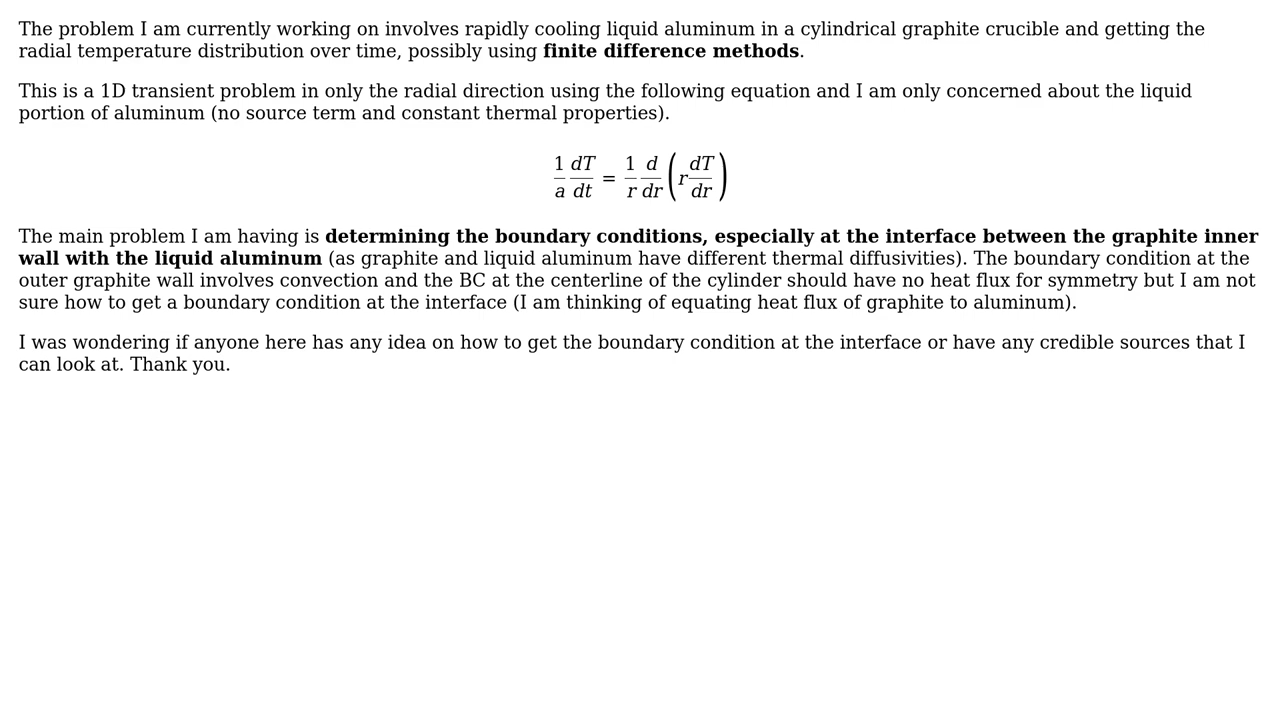 The problem I am currently working on involves rapidly cooling liquid aluminum in a cylindrical graphite crucible and getting the
radial temperature distribution over time, possibly using finite difference methods.
This is a 1D transient problem in only the radial direction using the following equation and I am only concerned about the liquid
portion of aluminum (no source term and constant thermal properties).
1/a dT/dt = 1/r d/dr (r dT/dr)
The main problem I am having is determining the boundary conditions, especially at the interface between the graphite inner
wall with the liquid aluminum (as graphite and liquid aluminum have different thermal diffusivities). The boundary condition at the
outer graphite wall involves convection and the BC at the centerline of the cylinder should have no heat flux for symmetry but I am not
sure how to get a boundary condition at the interface (I am thinking of equating heat flux of graphite to aluminum).
I was wondering if anyone here has any idea on how to get the boundary condition at the interface or have any credible sources that I
can look at. Thank you.